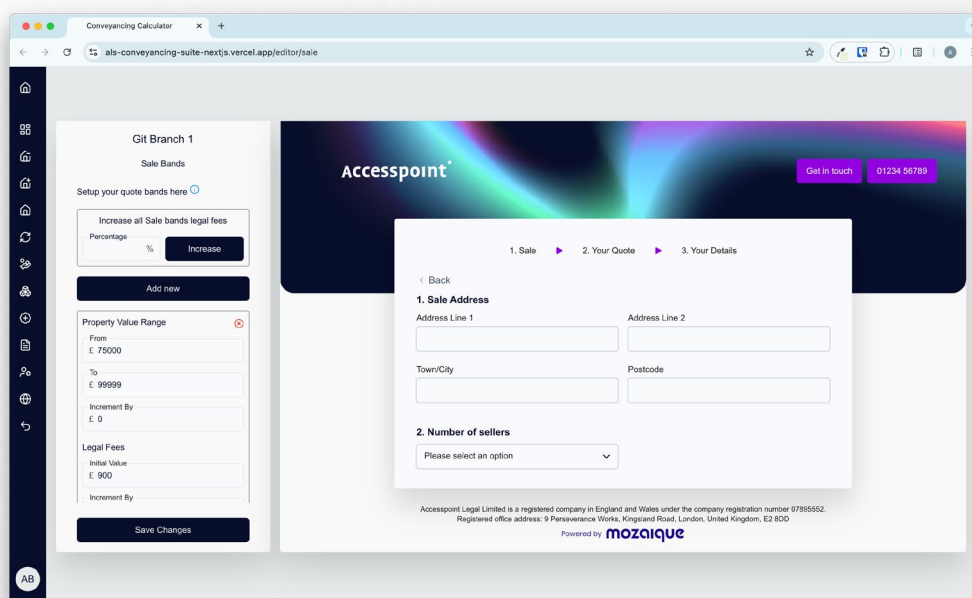 Conveyancing Calculator
als-conveyancing-suite-nextjs.vercel.app/editor/sale
A
Git Branch 1
Sale Bands
Setup your quote bands here
Increase all Sale bands legal fees
Percentage
%
Increase
Add new
Property Value Range
From
£ 75000
To
£ 99999
Increment By
£ 0
Legal Fees
Initial Value
£ 900
Increment By
Save Changes
AB
Accesspoint
Get in touch
01234 56789
1. Sale
2. Your Quote
3. Your Details
Back
1. Sale Address
Address Line 1
Address Line 2
Town/City
Postcode
2. Number of sellers
Please select an option
Accesspoint Legal Limited is a registered company in England and Wales under the company registration number 07895552.
Registered office address: 9 Perseverance Works, Kingsland Road, London, United Kingdom, E2 8DD
Powered by mozaique